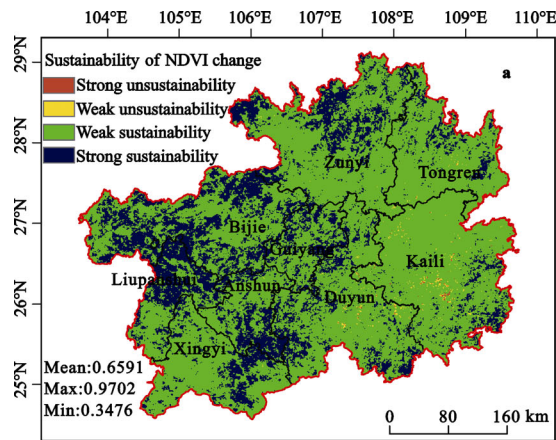 104°E 105°E 106°E 107°E 108°E 109°E 110°E
29°N
28°N
27°N
26°N
25°N
Sustainability of NDVI change
a
Strong unsustainability
Weak unsustainability
Weak sustainability
Strong sustainability
Zunyi
Tongren
Bijie
Guiyang
Kaili
Liupanshui
Anshun
Duyun
Xingyi
Mean:0.6591
Max:0.9702
Min:0.3476
0 80 160 km